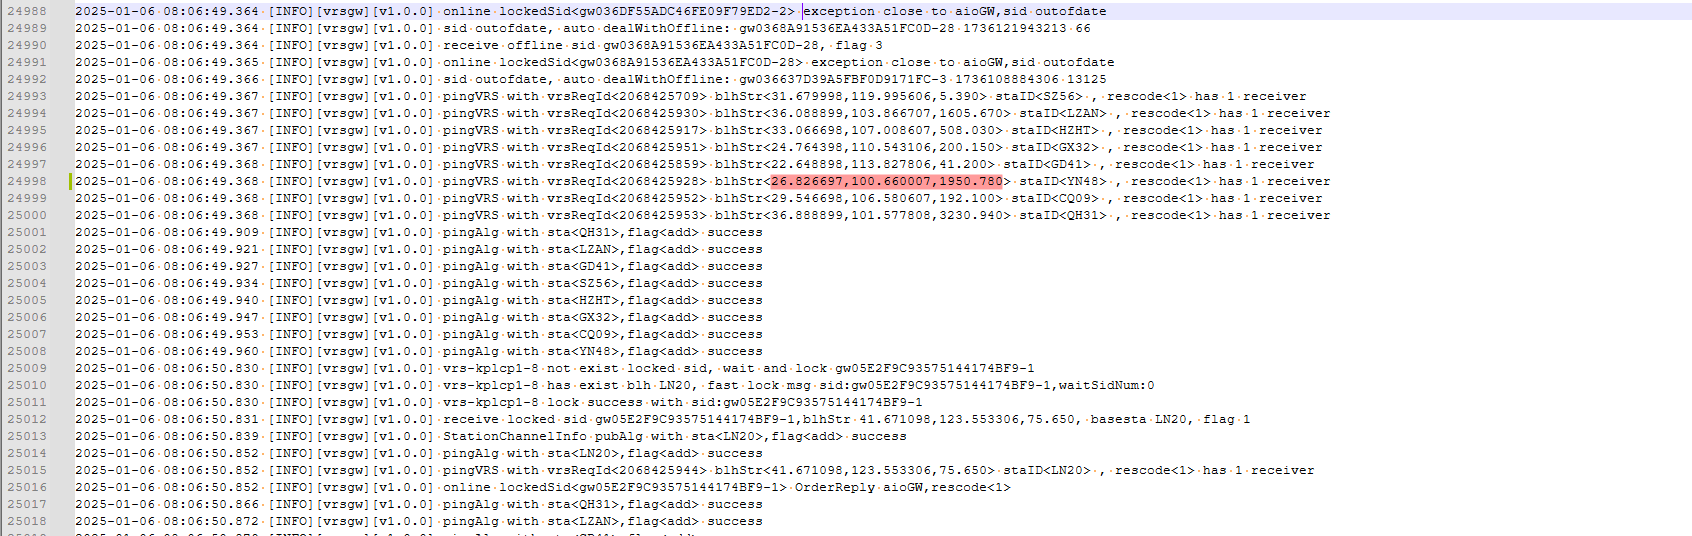 24988 2025-01-06 08:06:49.364 [INFO][vrsgw][v1.0.0] online lockedSid<gw036DF55ADC46FE09F79ED2-2> exception close to aioGW,sid outofdate
24989 2025-01-06 08:06:49.364 [INFO][vrsgw][v1.0.0] sid outofdate, auto dealWithOffline: gw0368A91536EA433A51FC0D-28 1736121943213 66
24990 2025-01-06 08:06:49.364 [INFO][vrsgw][v1.0.0] receive offline sid gw0368A91536EA433A51FC0D-28, flag 3
24991 2025-01-06 08:06:49.365 [INFO][vrsgw][v1.0.0] online lockedSid<gw0368A91536EA433A51FC0D-28> exception close to aioGW,sid outofdate
24992 2025-01-06 08:06:49.366 [INFO][vrsgw][v1.0.0] sid outofdate, auto dealWithOffline: gw036637D39A5FBF0D9171FC-3 1736108884306 13125
24993 2025-01-06 08:06:49.367 [INFO][vrsgw][v1.0.0] pingVRS with vrsReqId<2068425709> blhStr<31.679998,119.995606,5.390> staID<SZ56> , rescode<1> has 1 receiver
24994 2025-01-06 08:06:49.367 [INFO][vrsgw][v1.0.0] pingVRS with vrsReqId<2068425930> blhStr<36.088899,103.866707,1605.670> staID<LZAN> , rescode<1> has 1 receiver
24995 2025-01-06 08:06:49.367 [INFO][vrsgw][v1.0.0] pingVRS with vrsReqId<2068425917> blhStr<33.066698,107.008607,508.030> staID<HZHT> , rescode<1> has 1 receiver
24996 2025-01-06 08:06:49.367 [INFO][vrsgw][v1.0.0] pingVRS with vrsReqId<2068425951> blhStr<24.764398,110.543106,200.150> staID<GX32> , rescode<1> has 1 receiver
24997 2025-01-06 08:06:49.368 [INFO][vrsgw][v1.0.0] pingVRS with vrsReqId<2068425859> blhStr<22.648898,113.827806,41.200> staID<GD41> , rescode<1> has 1 receiver
24998 2025-01-06 08:06:49.368 [INFO][vrsgw][v1.0.0] pingVRS with vrsReqId<2068425928> blhStr<26.826697,100.660007,1950.780> staID<YN48> , rescode<1> has 1 receiver
24999 2025-01-06 08:06:49.368 [INFO][vrsgw][v1.0.0] pingVRS with vrsReqId<2068425952> blhStr<29.546698,106.580607,192.100> staID<CQ09> , rescode<1> has 1 receiver
25000 2025-01-06 08:06:49.368 [INFO][vrsgw][v1.0.0] pingVRS with vrsReqId<2068425953> blhStr<36.888899,101.577808,3230.940> staID<QH31> , rescode<1> has 1 receiver
25001 2025-01-06 08:06:49.909 [INFO][vrsgw][v1.0.0] pingAlg with sta<QH31>,flag<add> success
25002 2025-01-06 08:06:49.921 [INFO][vrsgw][v1.0.0] pingAlg with sta<LZAN>,flag<add> success
25003 2025-01-06 08:06:49.927 [INFO][vrsgw][v1.0.0] pingAlg with sta<GD41>,flag<add> success
25004 2025-01-06 08:06:49.934 [INFO][vrsgw][v1.0.0] pingAlg with sta<SZ56>,flag<add> success
25005 2025-01-06 08:06:49.940 [INFO][vrsgw][v1.0.0] pingAlg with sta<HZHT>,flag<add> success
25006 2025-01-06 08:06:49.947 [INFO][vrsgw][v1.0.0] pingAlg with sta<GX32>,flag<add> success
25007 2025-01-06 08:06:49.953 [INFO][vrsgw][v1.0.0] pingAlg with sta<CQ09>,flag<add> success
25008 2025-01-06 08:06:49.960 [INFO][vrsgw][v1.0.0] pingAlg with sta<YN48>,flag<add> success
25009 2025-01-06 08:06:50.830 [INFO][vrsgw][v1.0.0] vrs-kplcp1-8 not exist locked sid, wait and lock gw05E2F9C93575144174BF9-1
25010 2025-01-06 08:06:50.830 [INFO][vrsgw][v1.0.0] vrs-kplcp1-8 has exist blh LN20, fast lock msg sid:gw05E2F9C93575144174BF9-1,waitSidNum:0
25011 2025-01-06 08:06:50.830 [INFO][vrsgw][v1.0.0] vrs-kplcp1-8 lock success with sid:gw05E2F9C93575144174BF9-1
25012 2025-01-06 08:06:50.831 [INFO][vrsgw][v1.0.0] receive locked sid gw05E2F9C93575144174BF9-1,blhStr 41.671098,123.553306,75.650, basesta LN20, flag 1
25013 2025-01-06 08:06:50.839 [INFO][vrsgw][v1.0.0] StationChannelInfo pubAlg with sta<LN20>,flag<add> success
25014 2025-01-06 08:06:50.852 [INFO][vrsgw][v1.0.0] pingAlg with sta<LN20>,flag<add> success
25015 2025-01-06 08:06:50.852 [INFO][vrsgw][v1.0.0] pingVRS with vrsReqId<2068425944> blhStr<41.671098,123.553306,75.650> staID<LN20> , rescode<1> has 1 receiver
25016 2025-01-06 08:06:50.852 [INFO][vrsgw][v1.0.0] online lockedSid<gw05E2F9C93575144174BF9-1> OrderReply aioGW,rescode<1>
25017 2025-01-06 08:06:50.866 [INFO][vrsgw][v1.0.0] pingAlg with sta<QH31>,flag<add> success
25018 2025-01-06 08:06:50.872 [INFO][vrsgw][v1.0.0] pingAlg with sta<LZAN>,flag<add> success